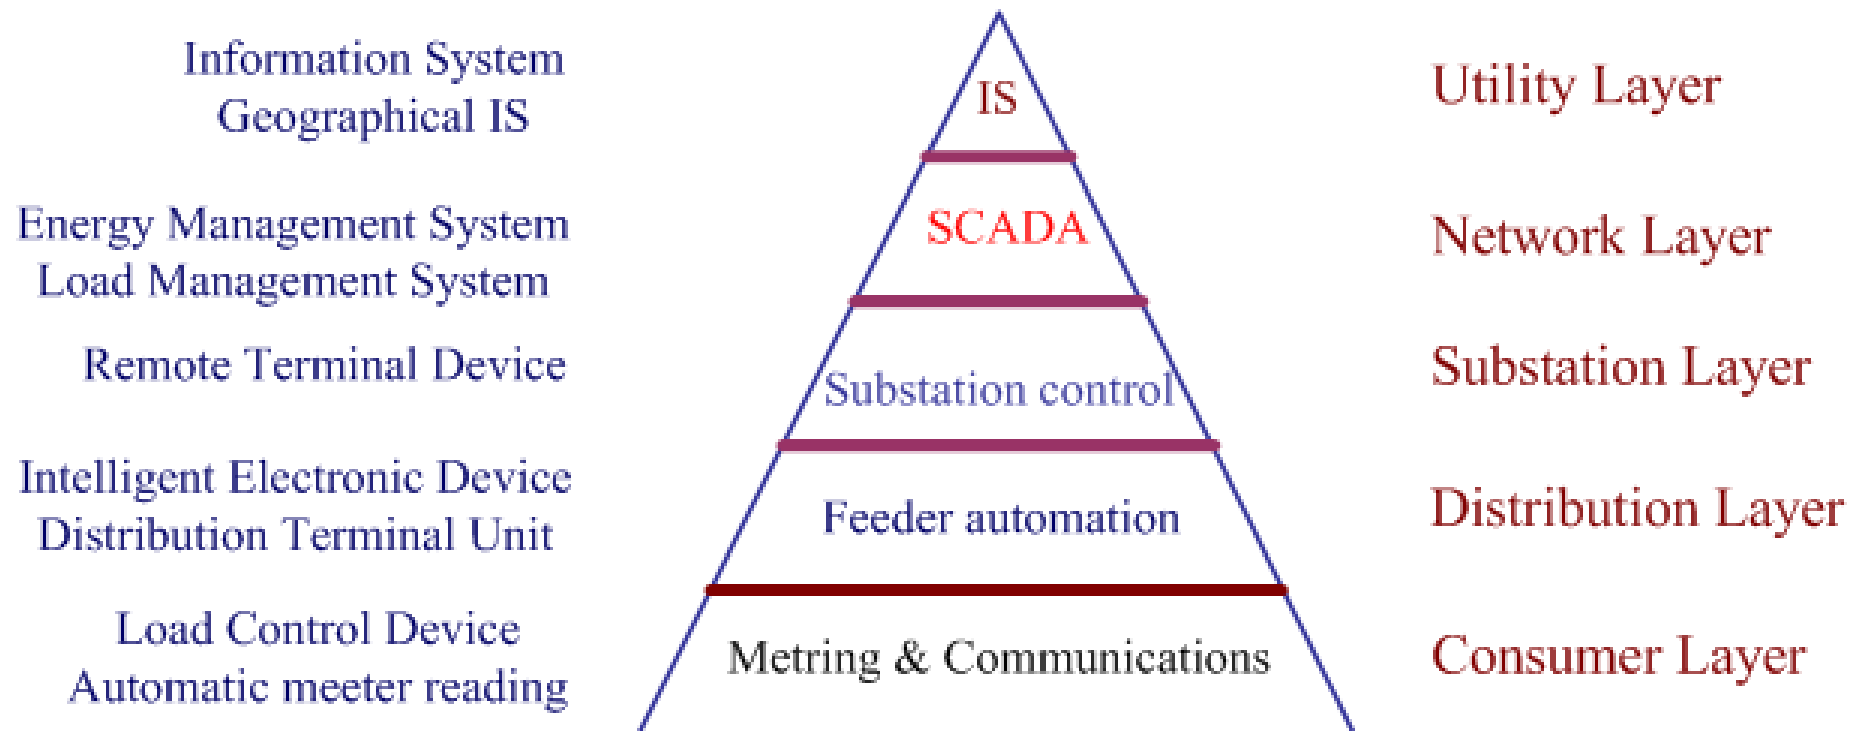 Information System
Geographical IS
IS
Utility Layer
Energy Management System
Load Management System
SCADA
Network Layer
Remote Terminal Device
Substation control
Substation Layer
Intelligent Electronic Device
Distribution Terminal Unit
Feeder automation
Distribution Layer
Load Control Device
Automatic meeter reading
Metring & Communications
Consumer Layer